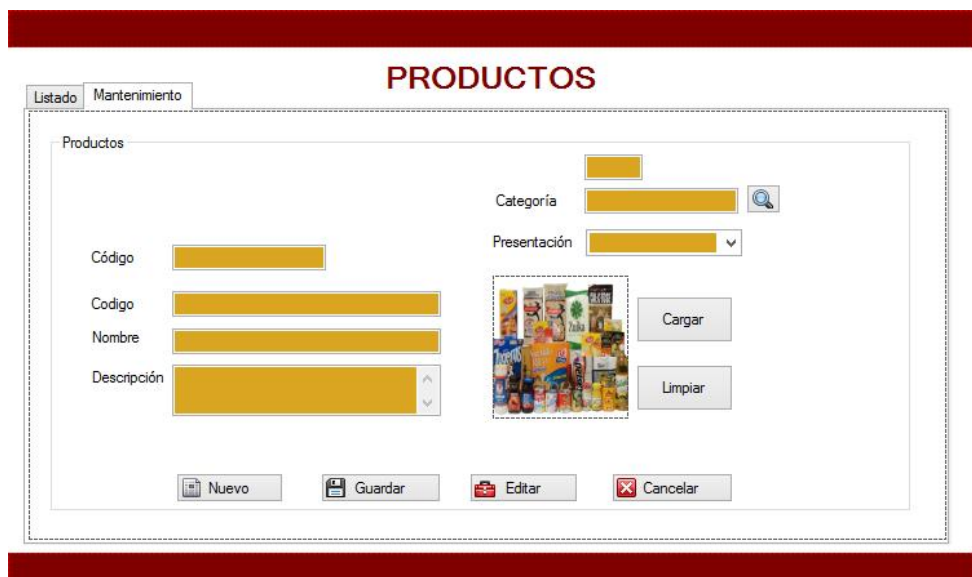 PRODUCTOS
Listado
Mantenimiento
Productos
Categoría
Presentación
Código
Codigo
Nombre
Descripción
Cargar
Limpiar
Nuevo
Guardar
Editar
Cancelar